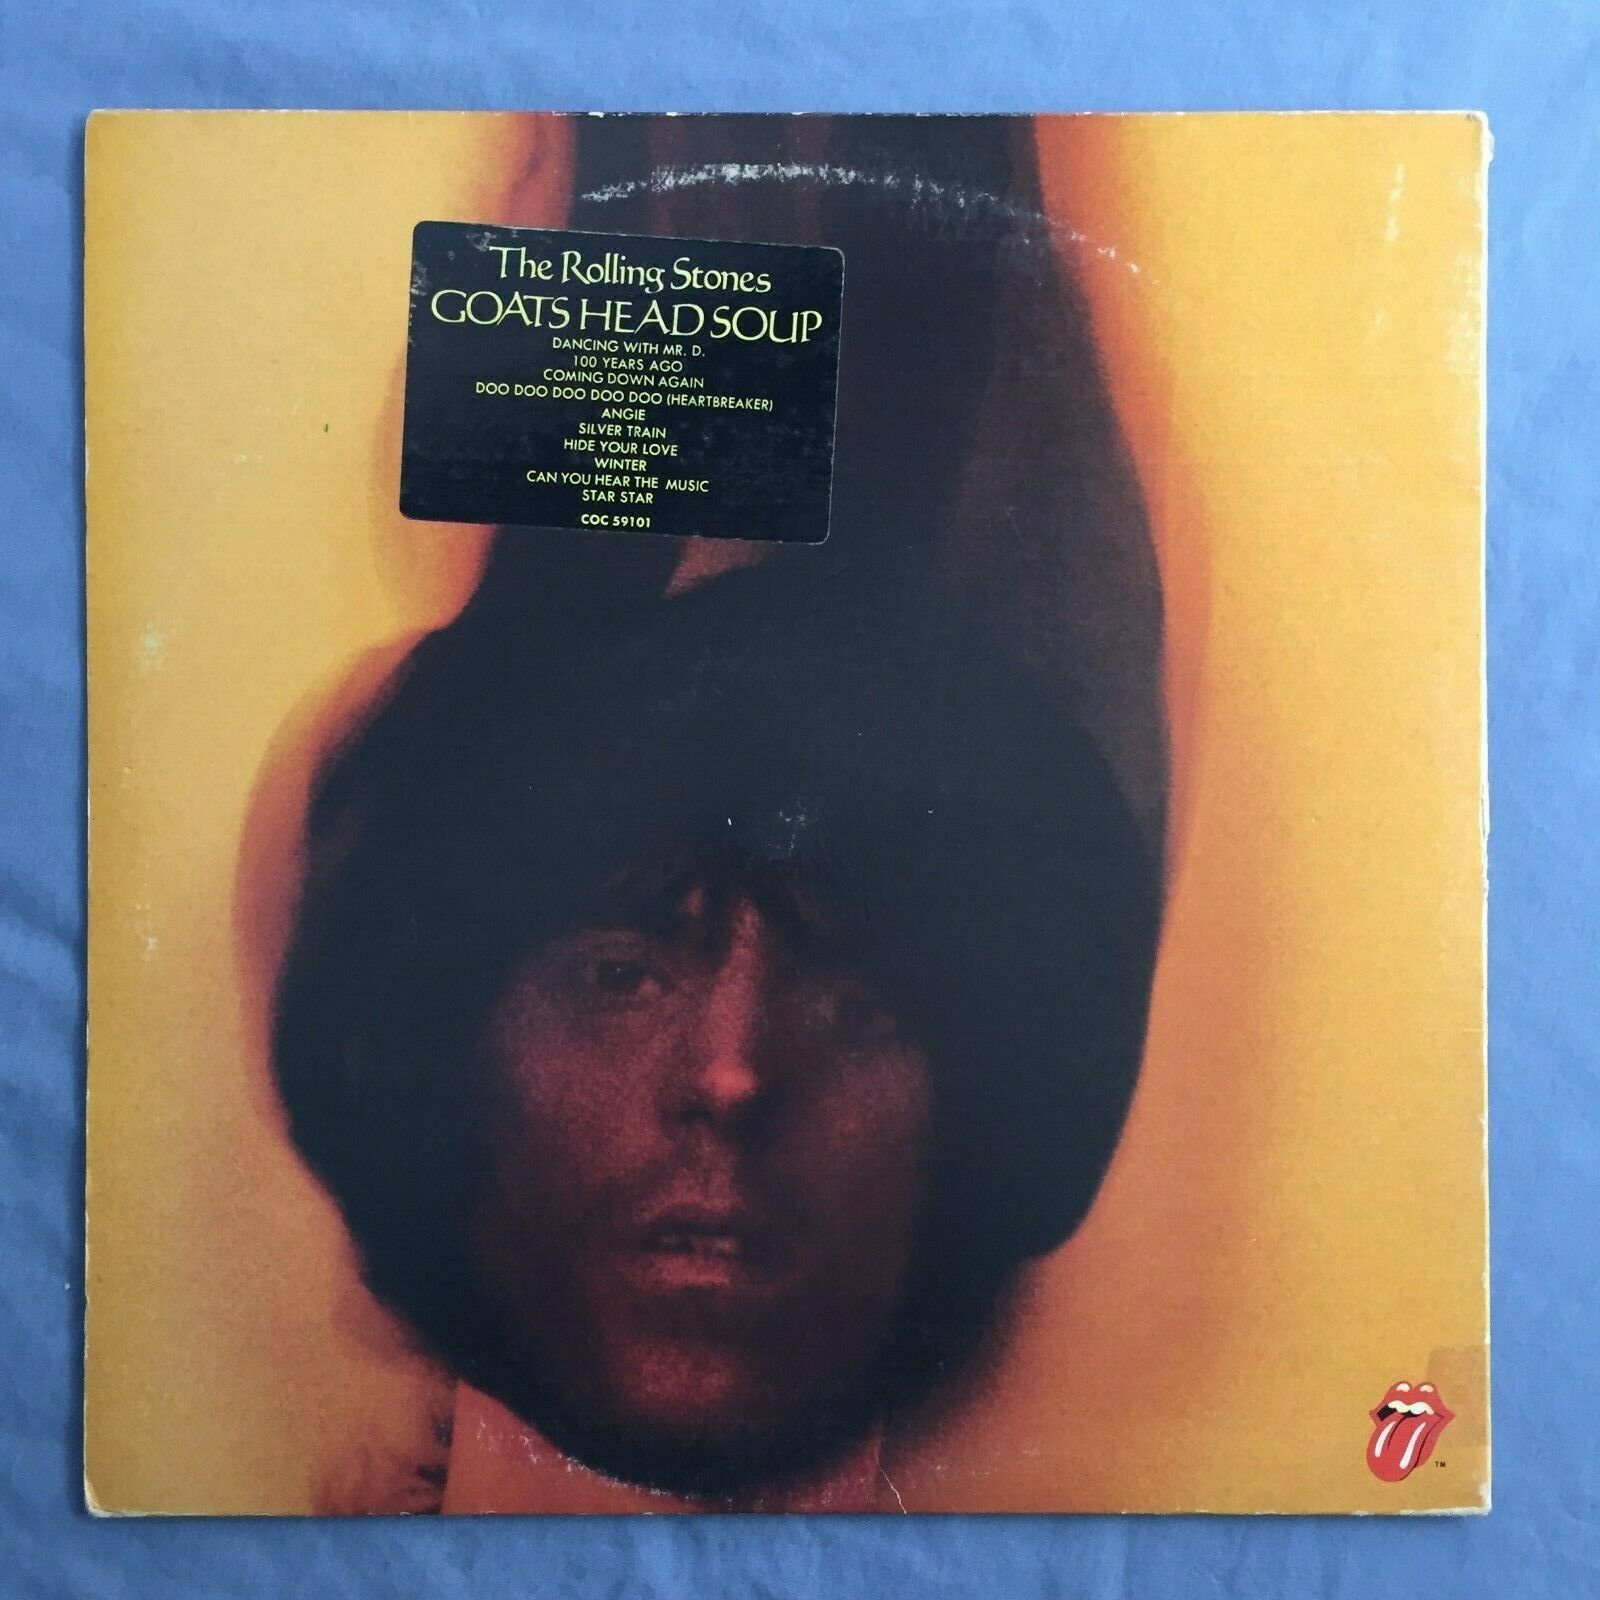 The Rolling Stones
GOATS HEAD SOUP
DANCING WITH MR. D.
100 YEARS AGO
COMING DOWN AGAIN
DOO DOO DOO DOO DOO (HEARTBREAKER)
ANGIE
SILVER TRAIN
HIDE YOUR LOVE
WINTER
CAN YOU HEAR THE MUSIC
STAR STAR
COC 59101
TM